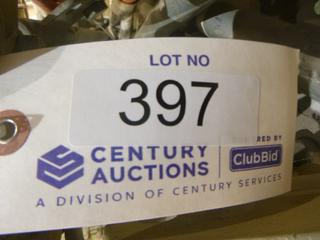 LOT NO
397
RED BY
CENTURY
AUCTIONS
ClubBid
A DIVISION OF CENTURY SERVICES